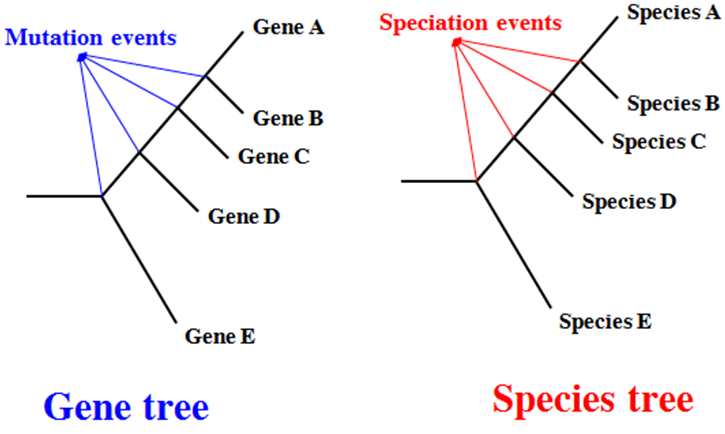 Mutation events
Gene A
Gene B
Gene C
Gene D
Gene E
Gene tree
Speciation events
Species A
Species B
Species C
Species D
Species E
Species tree